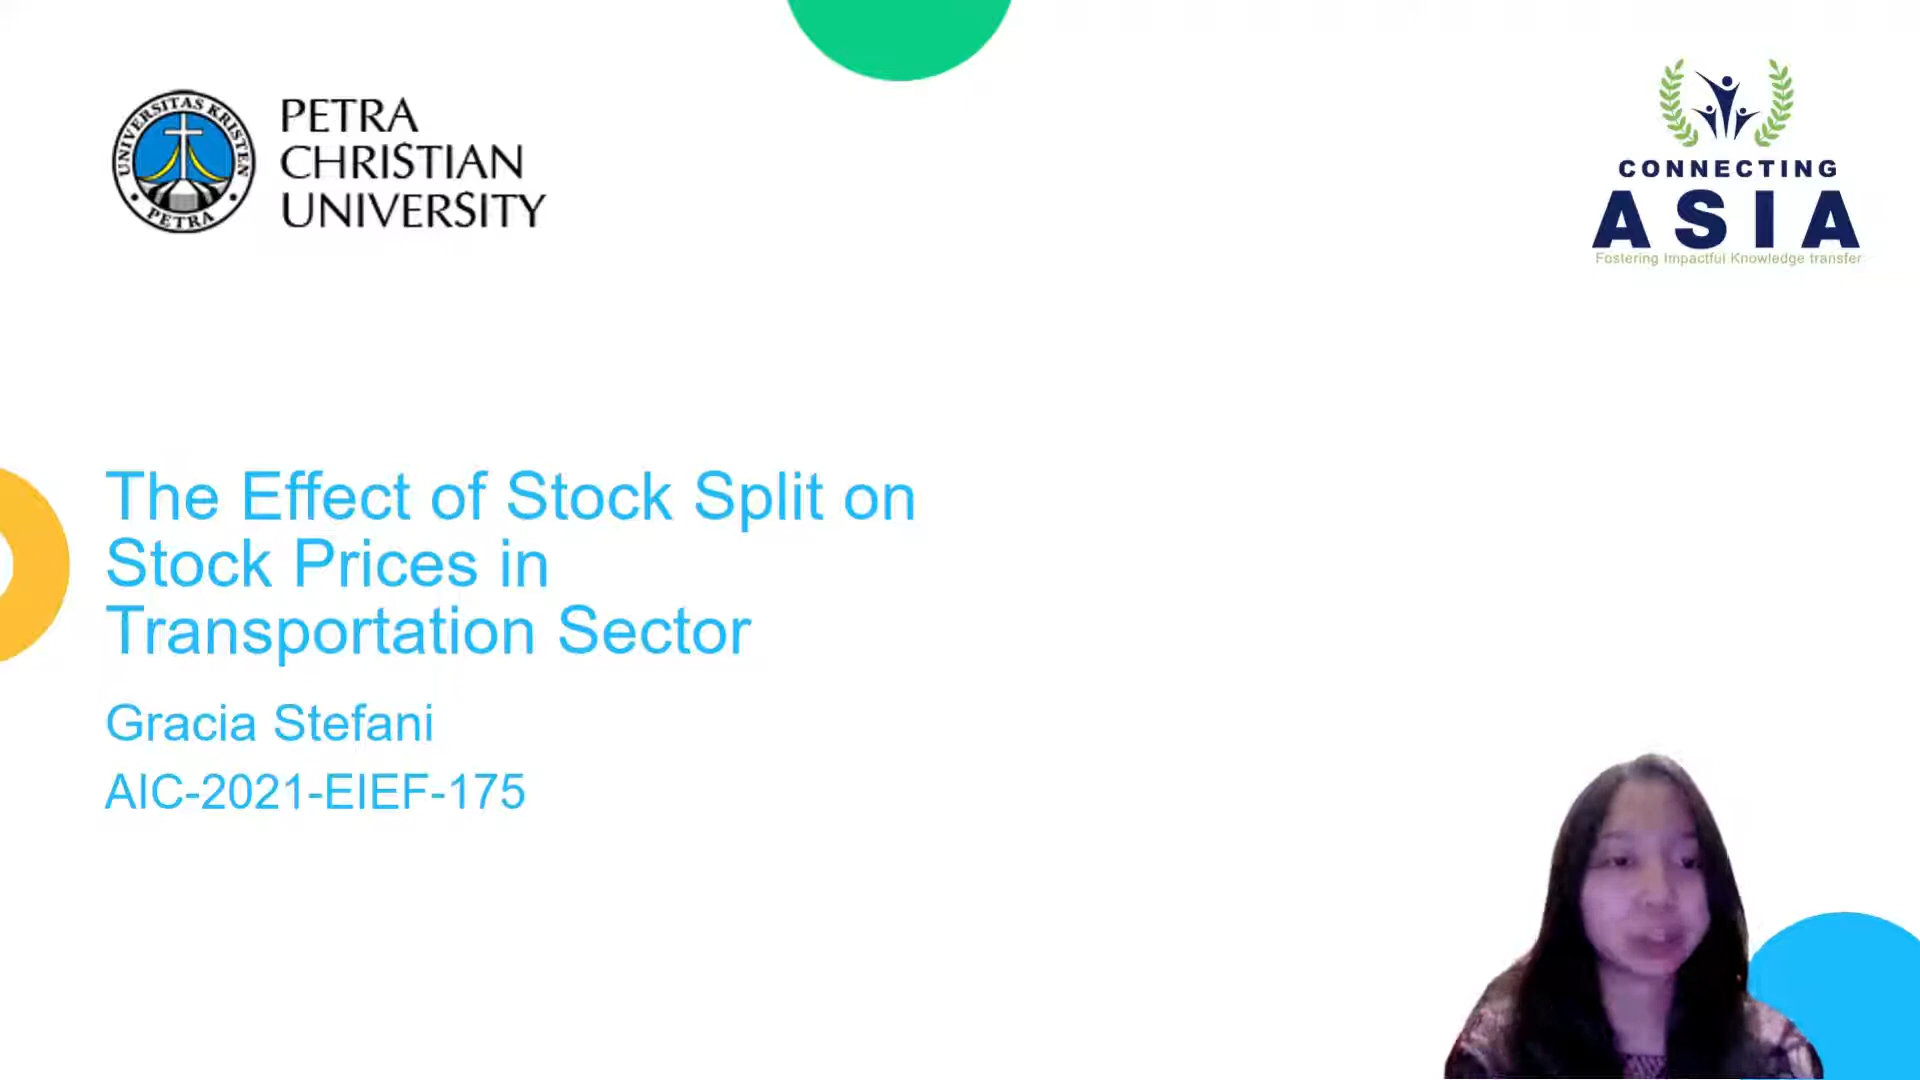 UNIVERSITAS KRISTEN
PETRA
PETRA
CHRISTIAN
UNIVERSITY
CONNECTING
ASIA
Fostering Impactful Knowledge transfer
The Effect of Stock Split on
Stock Prices in
Transportation Sector
Gracia Stefani
AIC-2021-EIEF-175